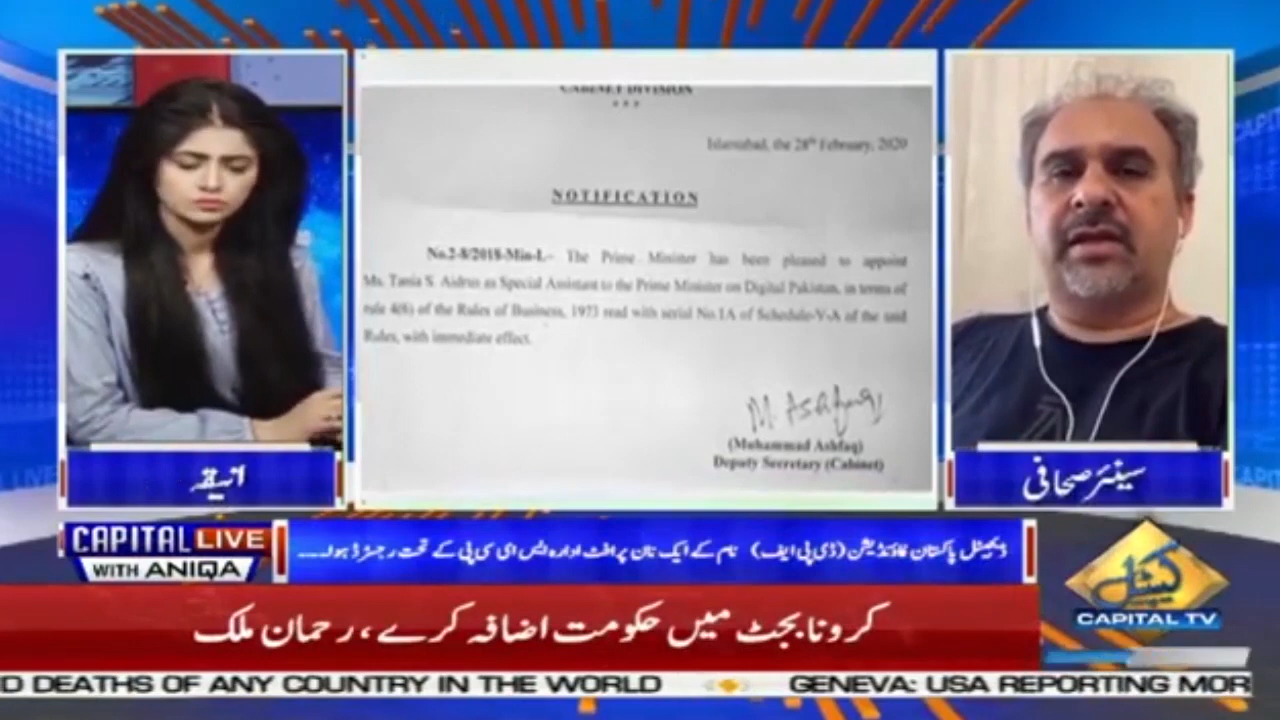 CABINET DIVISION
***
Islamabad, the 28th February, 2020
NOTIFICATION
No.2-8/2018-Min-I.- The Prime Minister has been pleased to appoint
Ms. Tania S. Aidrus as Special Assistant to the Prime Minister on Digital Pakistan, in terms of
rule 4(6) of the Rules of Business, 1973 read with serial No.1A of Schedule-V-A of the said
Rules, with immediate effect.
M Ashfaq
(Muhammad Ashfaq)
Deputy Secretary (Cabinet)
انیقہ
سینئر صحافی
CAPITAL LIVE
WITH ANIQA
ڈیجیٹل پاکستان فاؤنڈیشن (ڈی پی ایف) نام کے ایک نان پرافٹ ادارہ ایس ای سی پی کے تحت رجسٹرڈ ہوا۔۔۔
کیپٹل
CAPITAL TV
کرونا بجٹ میں حکومت اضافہ کرے، رحمان ملک
D DEATHS OF ANY COUNTRY IN THE WORLD GENEVA: USA REPORTING MOR